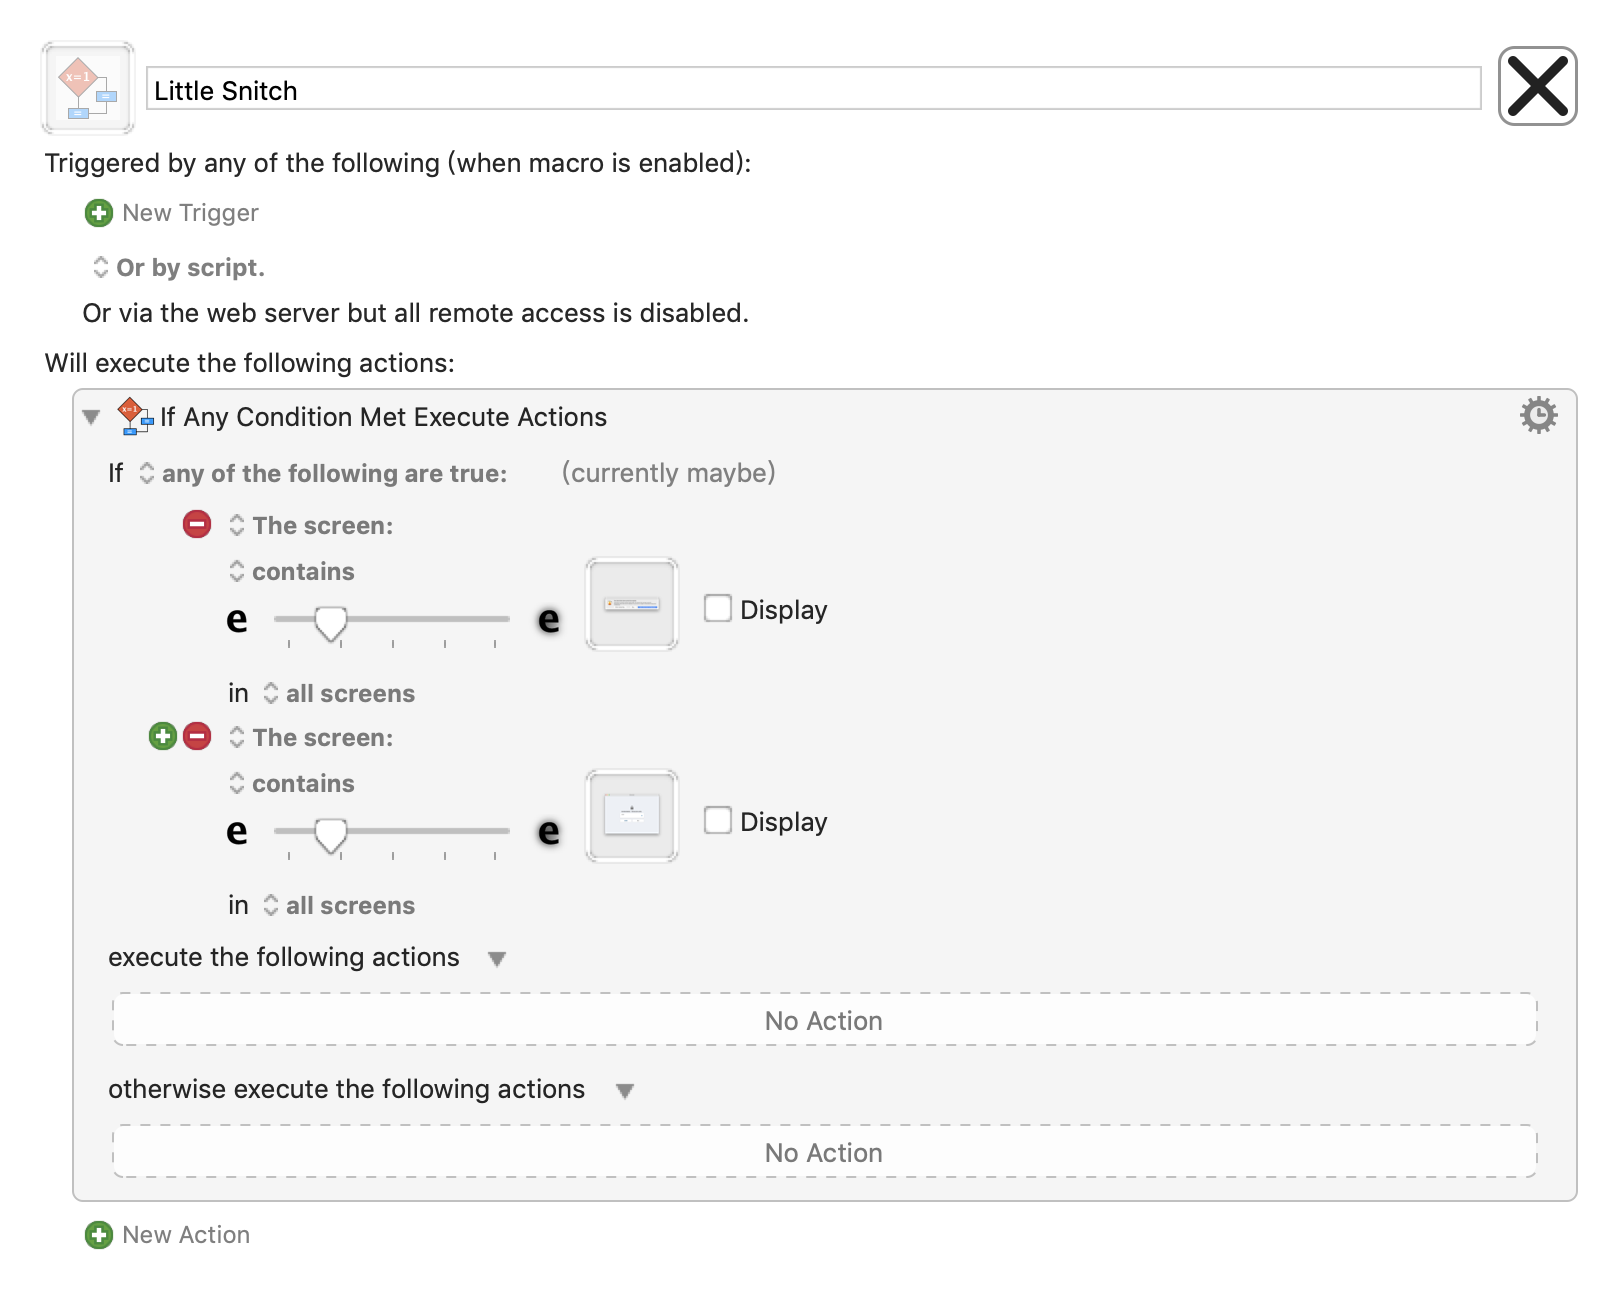 x=1
Little Snitch
Triggered by any of the following (when macro is enabled):
New Trigger
Or by script.
Or via the web server but all remote access is disabled.
Will execute the following actions:
x=1
If Any Condition Met Execute Actions
If any of the following are true: (currently maybe)
The screen:
contains
e e Display
in all screens
The screen:
contains
e e Display
in all screens
execute the following actions
No Action
otherwise execute the following actions
No Action
New Action